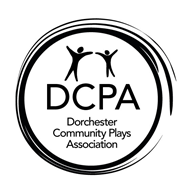 DCPA
Dorchester
Community Plays
Association